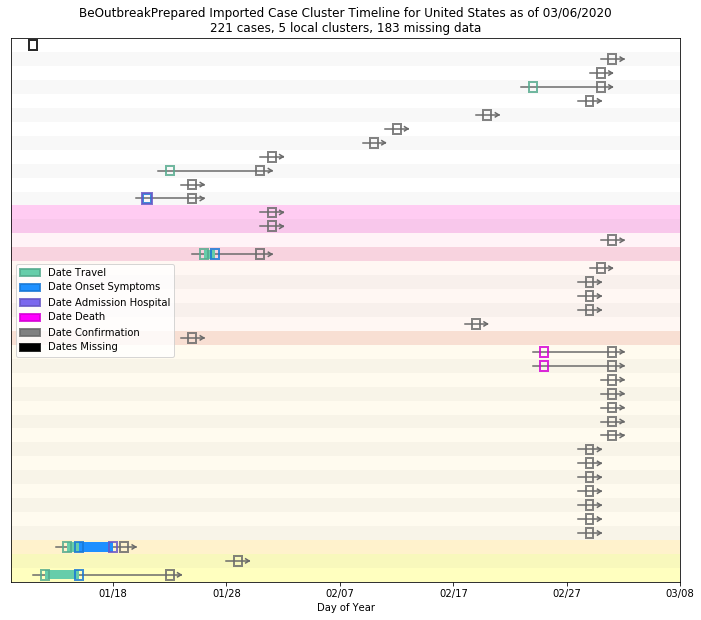 BeOutbreakPrepared Imported Case Cluster Timeline for United States as of 03/06/2020
221 cases, 5 local clusters, 183 missing data
Date Travel
Date Onset Symptoms
Date Admission Hospital
Date Death
Date Confirmation
Dates Missing
01/18 01/28 02/07 02/17 02/27 03/08
Day of Year